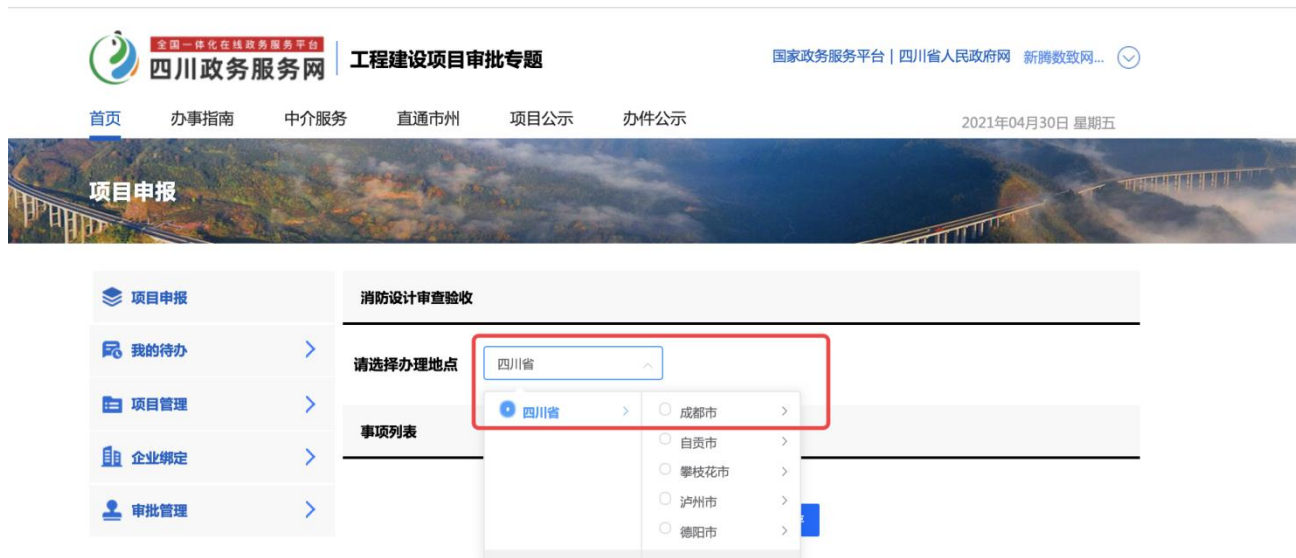 全国一体化在线政务服务平台
四川政务服务网
工程建设项目审批专题
国家政务服务平台 | 四川省人民政府网 新腾数致网...
首页 办事指南 中介服务 直通市州 项目公示 办件公示 2021年04月30日 星期五
项目申报
项目申报
我的待办
项目管理
企业绑定
审批管理
消防设计审查验收
请选择办理地点 四川省
四川省
成都市
自贡市
攀枝花市
泸州市
德阳市
事项列表